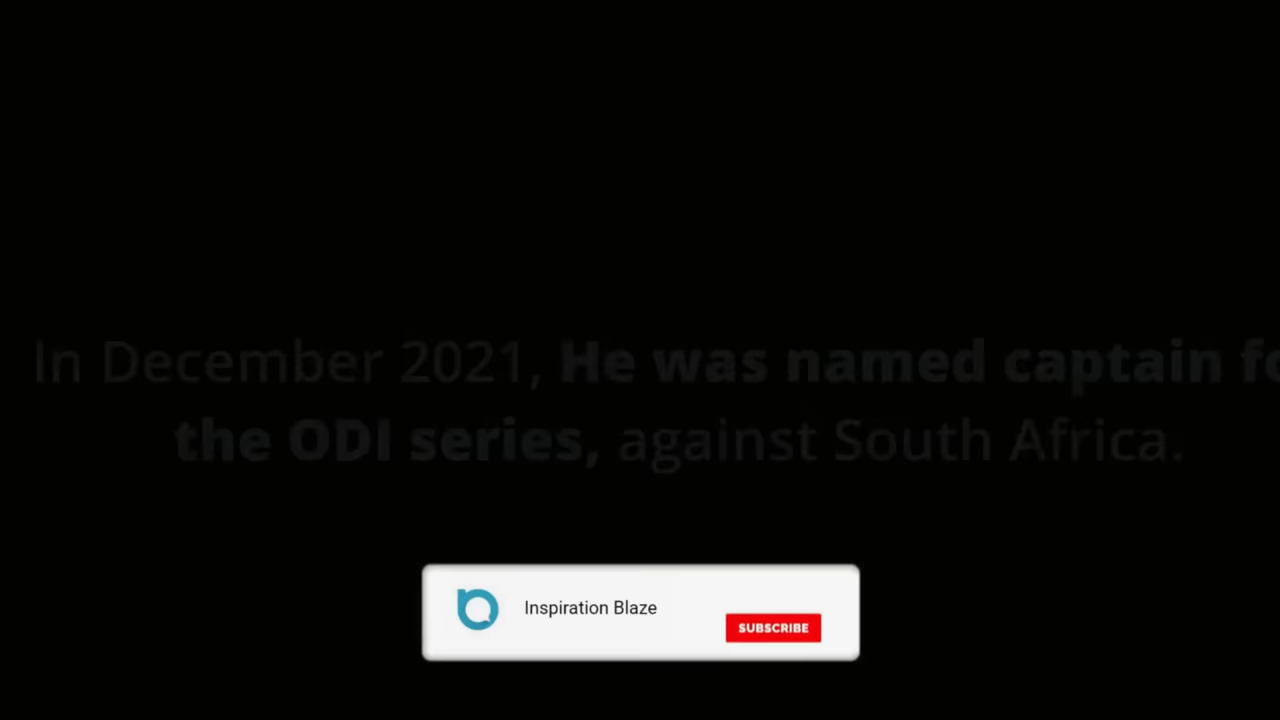 In December 2021, He was named captain fo
the ODI series, against South Africa.
Inspiration Blaze
SUBSCRIBE